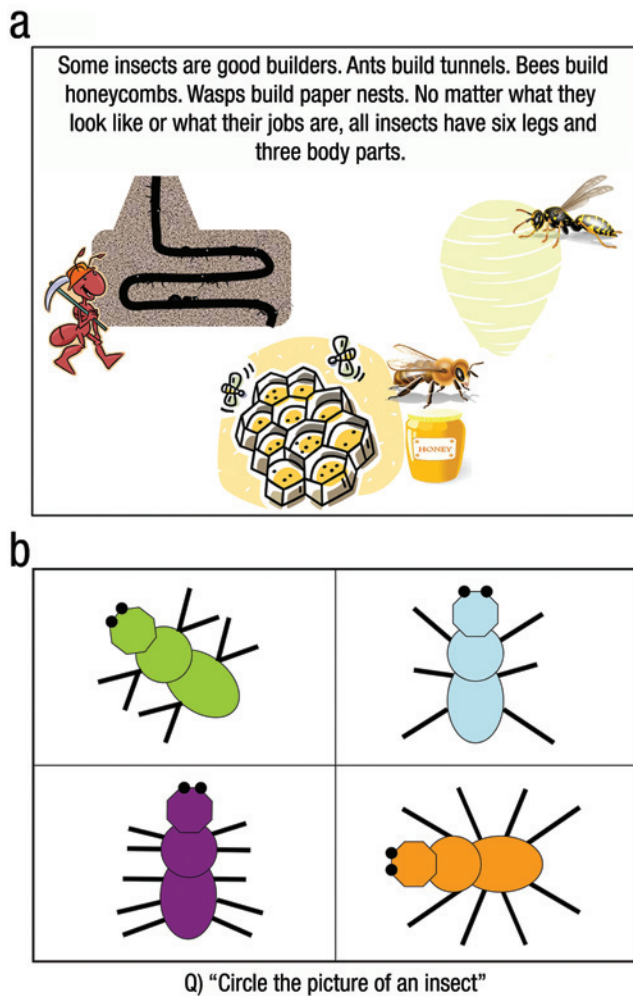 a
Some insects are good builders. Ants build tunnels. Bees build
honeycombs. Wasps build paper nests. No matter what they
look like or what their jobs are, all insects have six legs and
three body parts.
HONEY
b
Q) “Circle the picture of an insect”